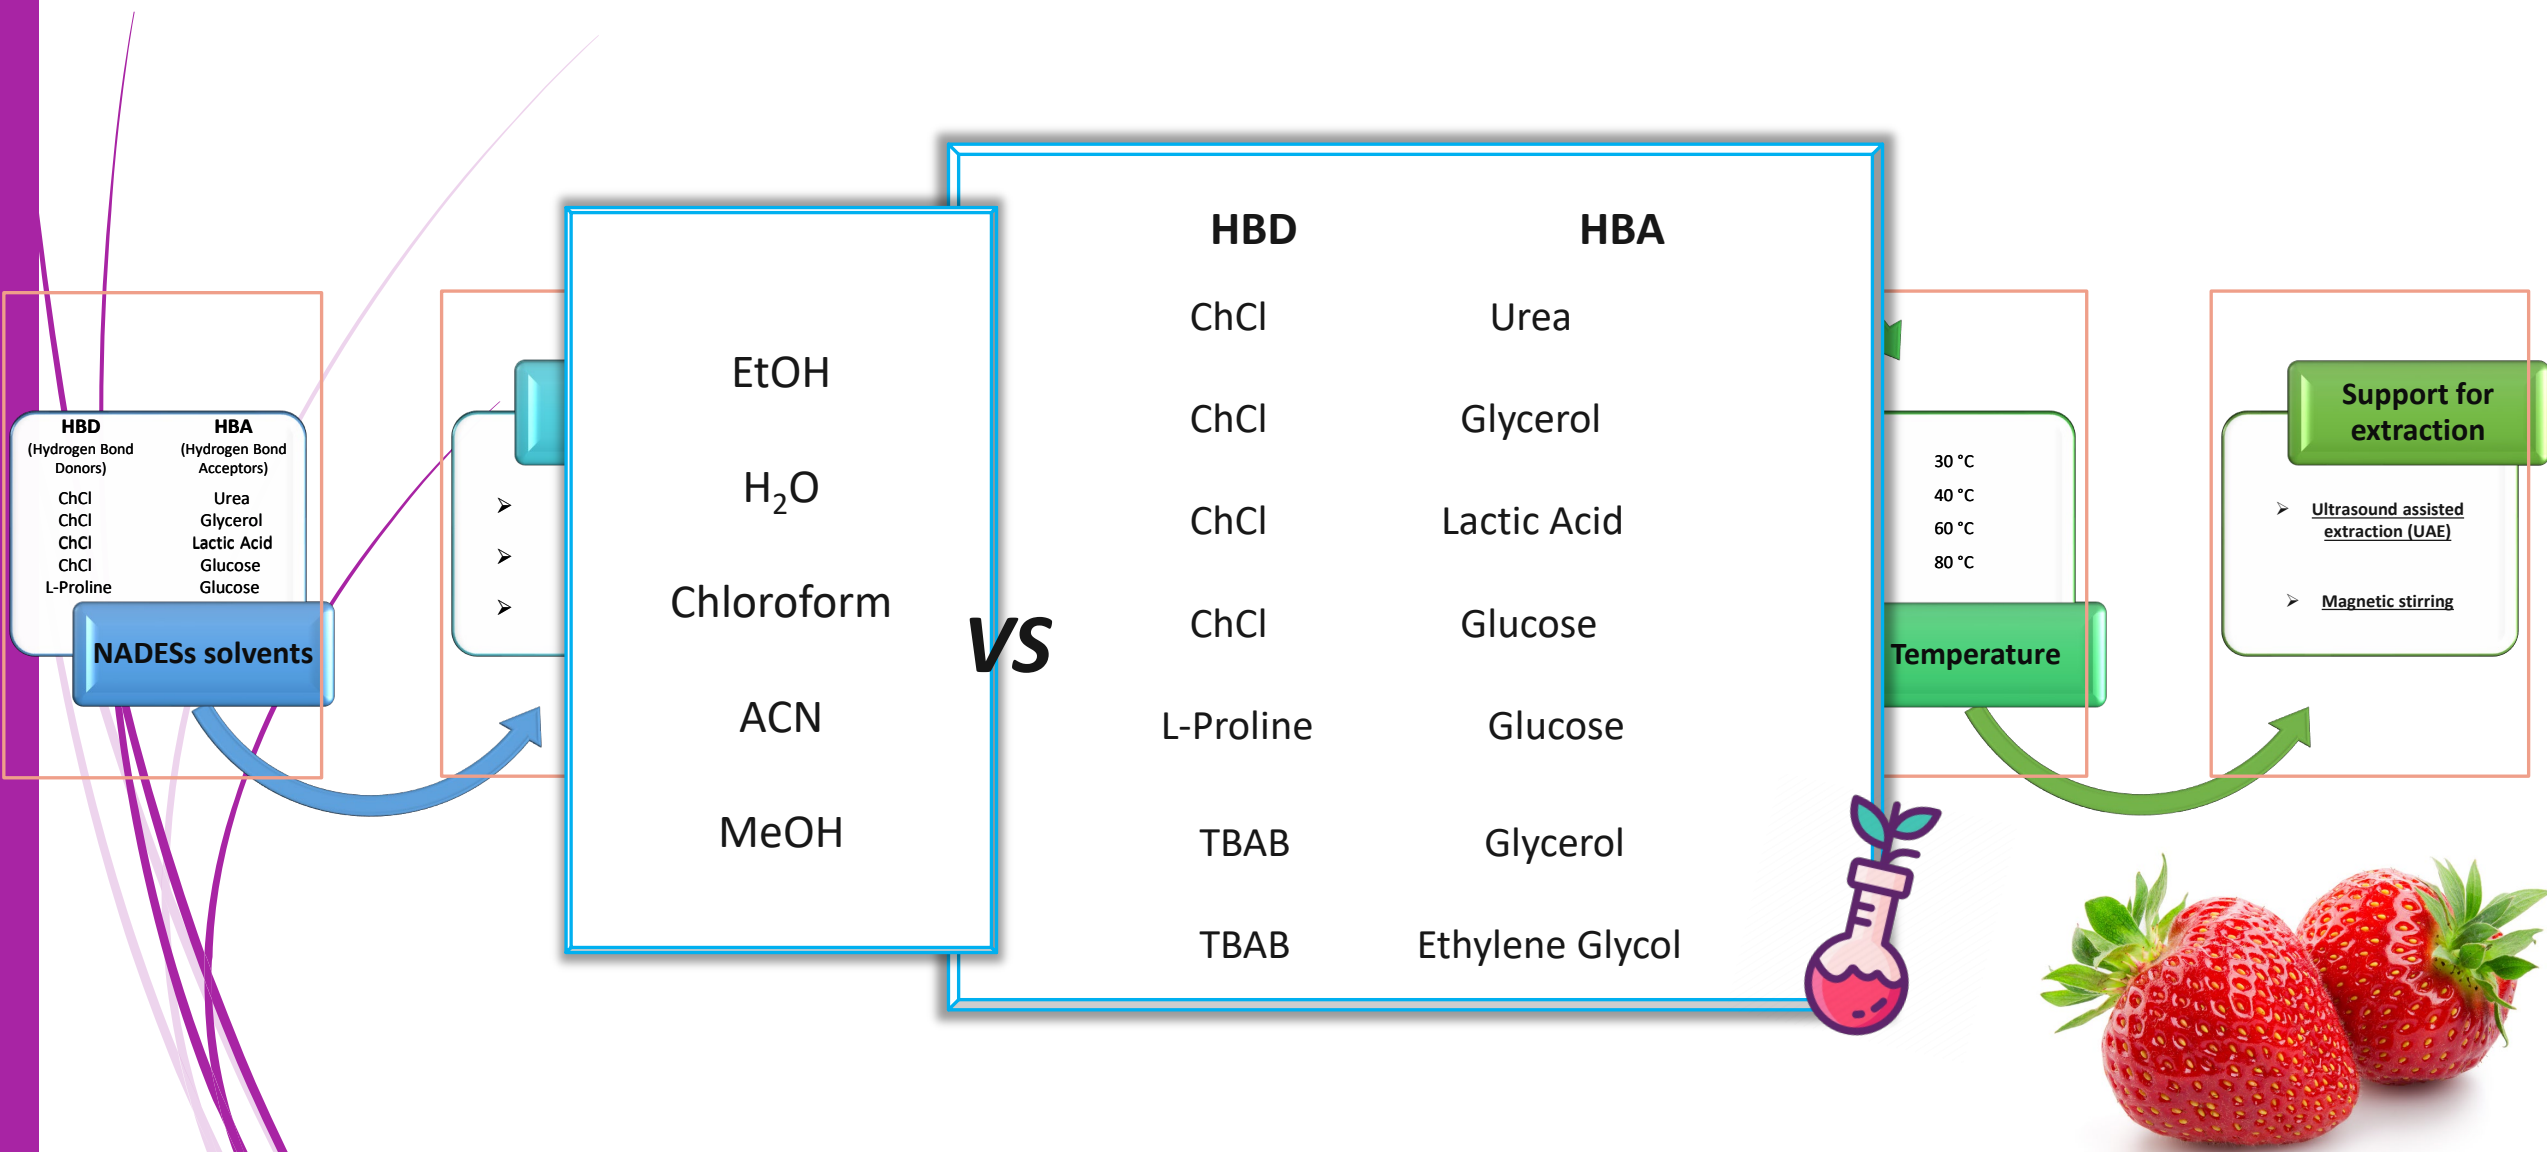 HBD HBA
(Hydrogen Bond Donors) (Hydrogen Bond Acceptors)
ChCl Urea
ChCl Glycerol
ChCl Lactic Acid
ChCl Glucose
L-Proline Glucose
NADESs solvents
EtOH
H₂O
Chloroform
ACN
MeOH
VS
HBD HBA
ChCl Urea
ChCl Glycerol
ChCl Lactic Acid
ChCl Glucose
L-Proline Glucose
TBAB Glycerol
TBAB Ethylene Glycol
30 °C
40 °C
60 °C
80 °C
Temperature
Support for
extraction
➢ Ultrasound assisted
extraction (UAE)
➢ Magnetic stirring